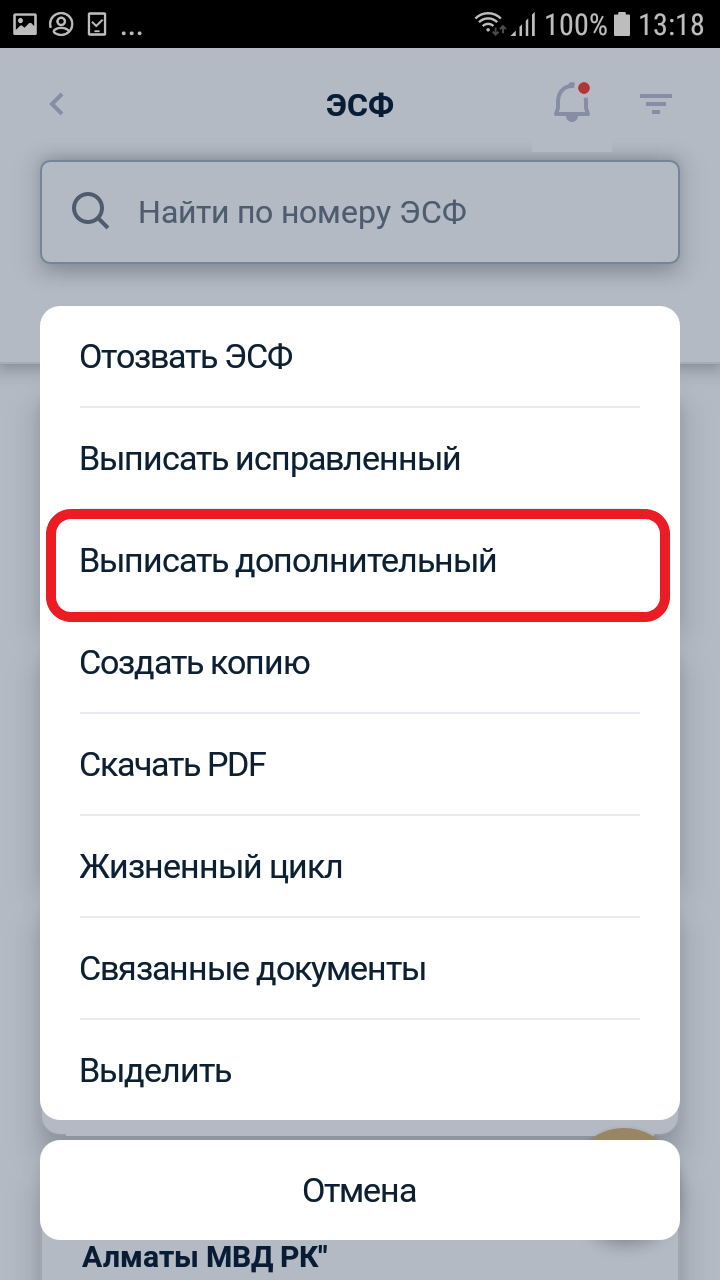 ... 100% 13:18
ЭСФ
Найти по номеру ЭСФ
Отозвать ЭСФ
Выписать исправленный
Выписать дополнительный
Создать копию
Скачать PDF
Жизненный цикл
Связанные документы
Выделить
Отмена
Алматы МВД РК"